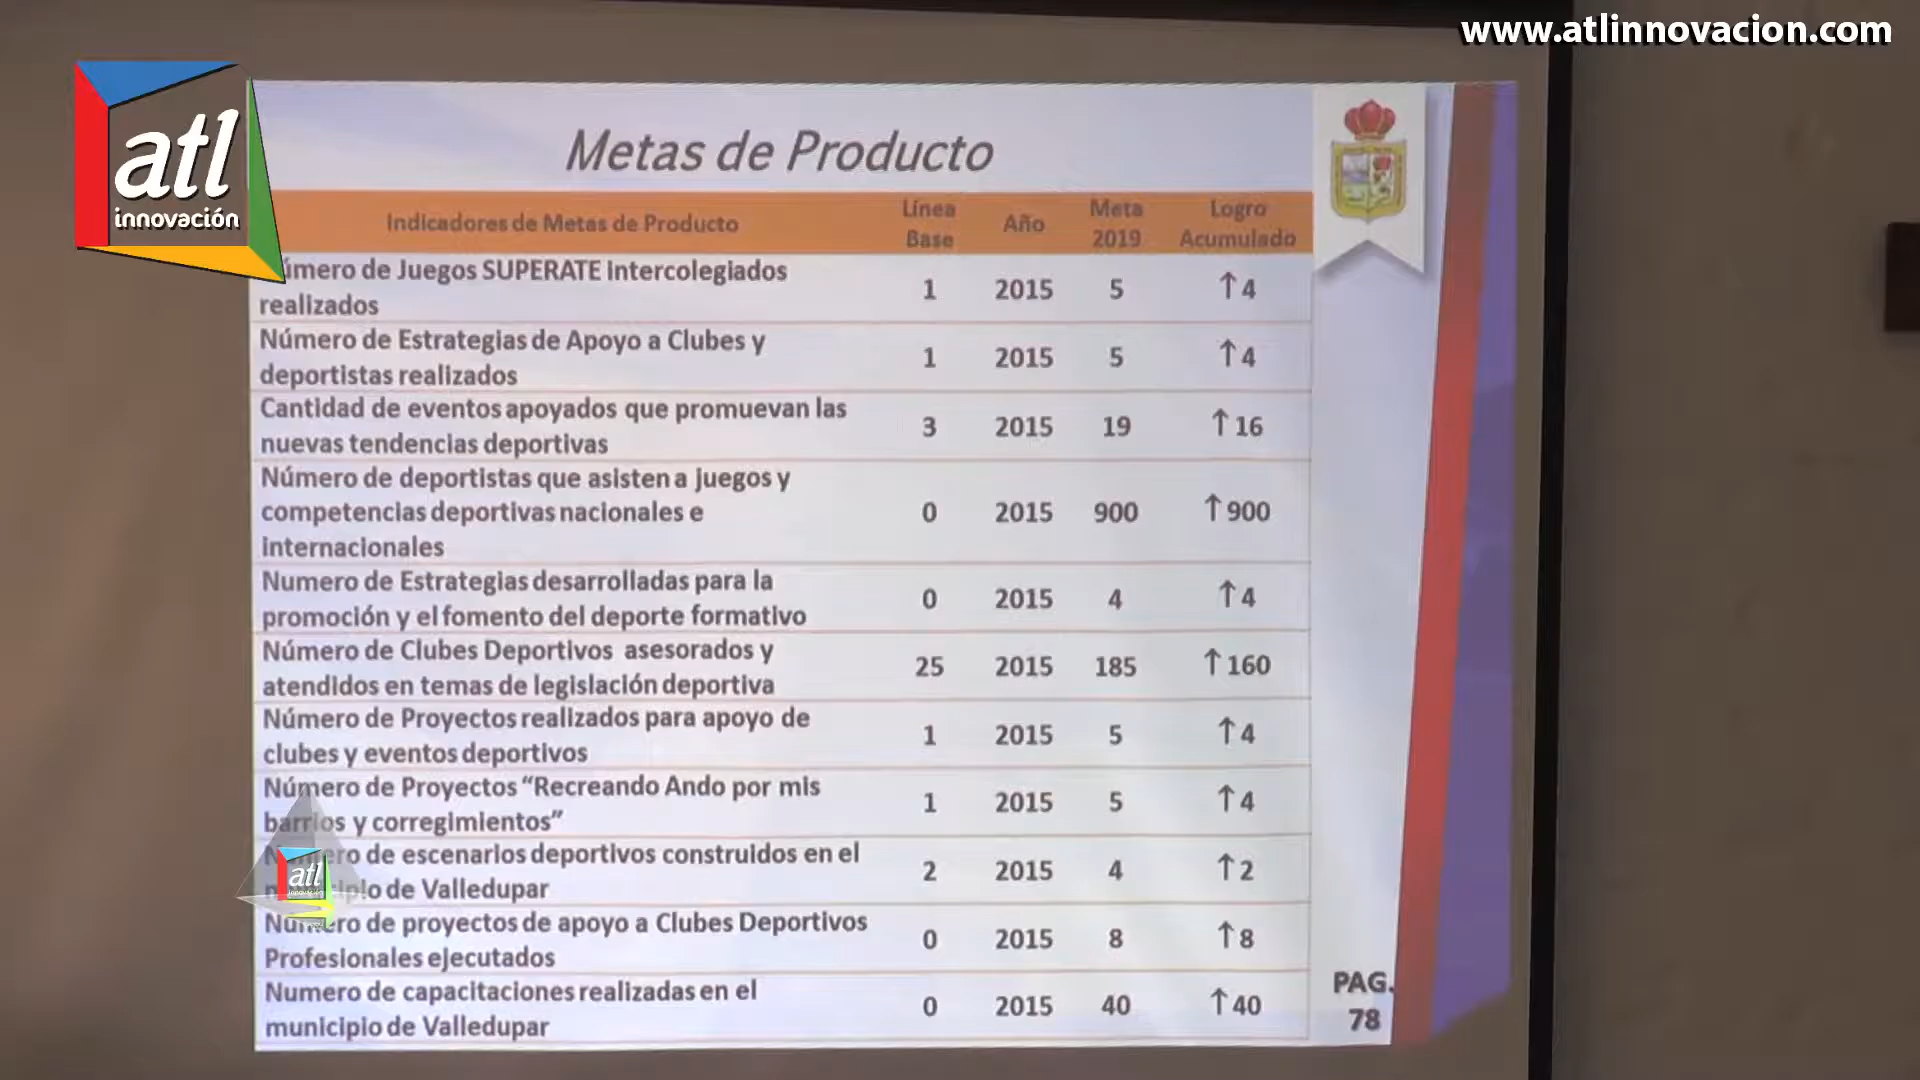 www.atlinnovacion.com
atl
innovación
Metas de Producto
Indicadores de Metas de Producto Línea Base Año Meta 2019 Logro Acumulado
úmero de Juegos SUPERATE Intercolegiados
realizados 1 2015 5 ↑4
Número de Estrategias de Apoyo a Clubes y
deportistas realizados 1 2015 5 ↑4
Cantidad de eventos apoyados que promuevan las
nuevas tendencias deportivas 3 2015 19 ↑16
Número de deportistas que asisten a juegos y
competencias deportivas nacionales e
internacionales 0 2015 900 ↑900
Numero de Estrategias desarrolladas para la
promoción y el fomento del deporte formativo 0 2015 4 ↑4
Número de Clubes Deportivos asesorados y
atendidos en temas de legislación deportiva 25 2015 185 ↑160
Número de Proyectos realizados para apoyo de
clubes y eventos deportivos 1 2015 5 ↑4
Número de Proyectos “Recreando Ando por mis
barrios y corregimientos” 1 2015 5 ↑4
Número de escenarios deportivos construidos en el
municipio de Valledupar 2 2015 4 ↑2
Número de proyectos de apoyo a Clubes Deportivos
Profesionales ejecutados 0 2015 8 ↑8
Numero de capacitaciones realizadas en el
municipio de Valledupar 0 2015 40 ↑40
atl
PAG.
78